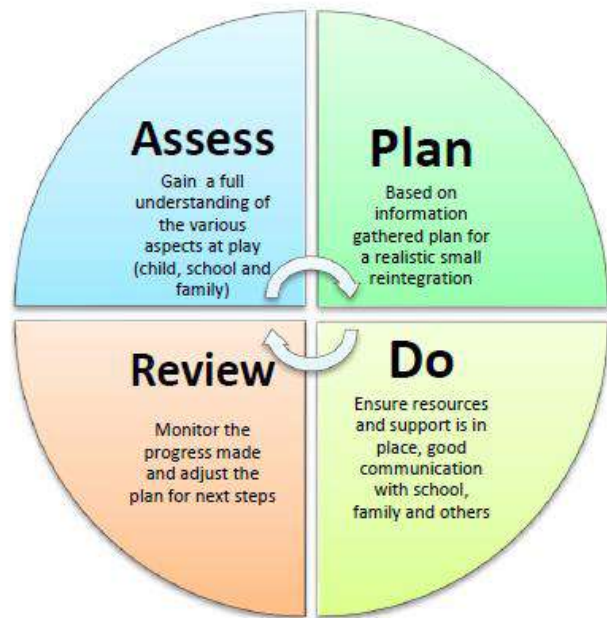 Assess
Gain a full
understanding of
the various
aspects at play
(child, school and
family)
Plan
Based on
information
gathered plan for
a realistic small
reintegration
Do
Ensure resources
and support is in
place, good
communication
with school,
family and others
Review
Monitor the
progress made
and adjust the
plan for next steps